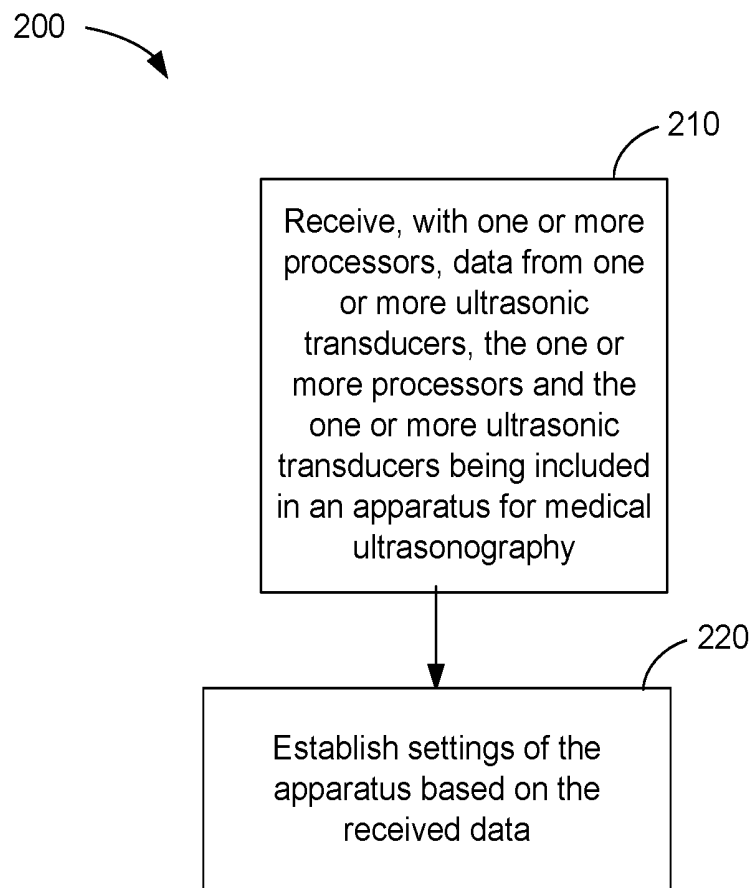 200
210
Receive, with one or more
processors, data from one
or more ultrasonic
transducers, the one or
more processors and the
one or more ultrasonic
transducers being included
in an apparatus for medical
ultrasonography
220
Establish settings of the
apparatus based on the
received data